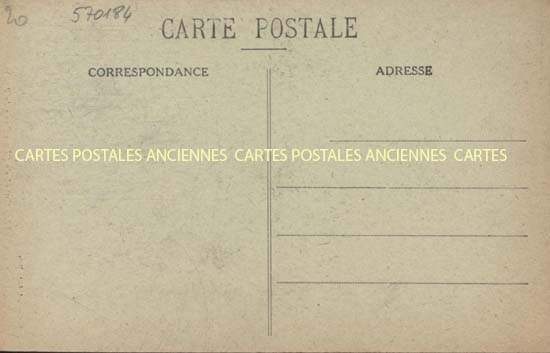 20 570184
CARTE POSTALE
CORRESPONDANCE ADRESSE
CARTES POSTALES ANCIENNES CARTES POSTALES ANCIENNES CARTES